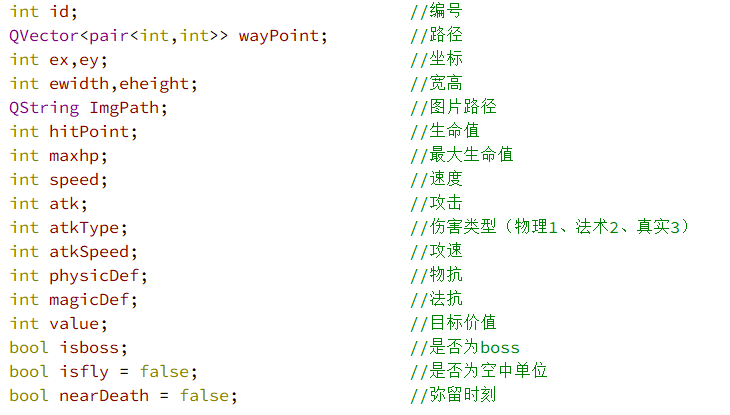 int id; //编号
QVector<pair<int,int>> wayPoint; //路径
int ex,ey; //坐标
int ewidth,eheight; //宽高
QString ImgPath; //图片路径
int hitPoint; //生命值
int maxhp; //最大生命值
int speed; //速度
int atk; //攻击
int atkType; //伤害类型（物理1、法术2、真实3）
int atkSpeed; //攻速
int physicDef; //物抗
int magicDef; //法抗
int value; //目标价值
bool isboss; //是否为boss
bool isfly = false; //是否为空中单位
bool nearDeath = false; //弥留时刻